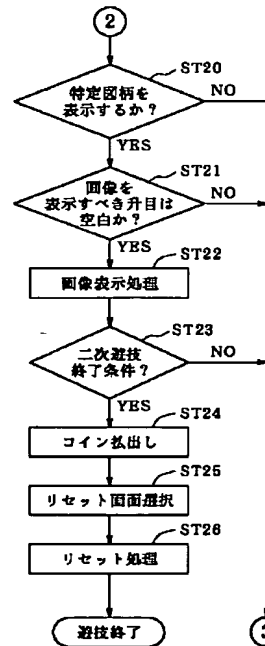 2
ST20
特定図柄を
表示するか？
NO
YES
ST21
画像を
表示すべき升目は
空白か？
NO
YES
ST22
画像表示処理
ST23
二次遊技
終了条件？
NO
YES
ST24
コイン払出し
ST25
リセット画面選択
ST26
リセット処理
遊技終了
3